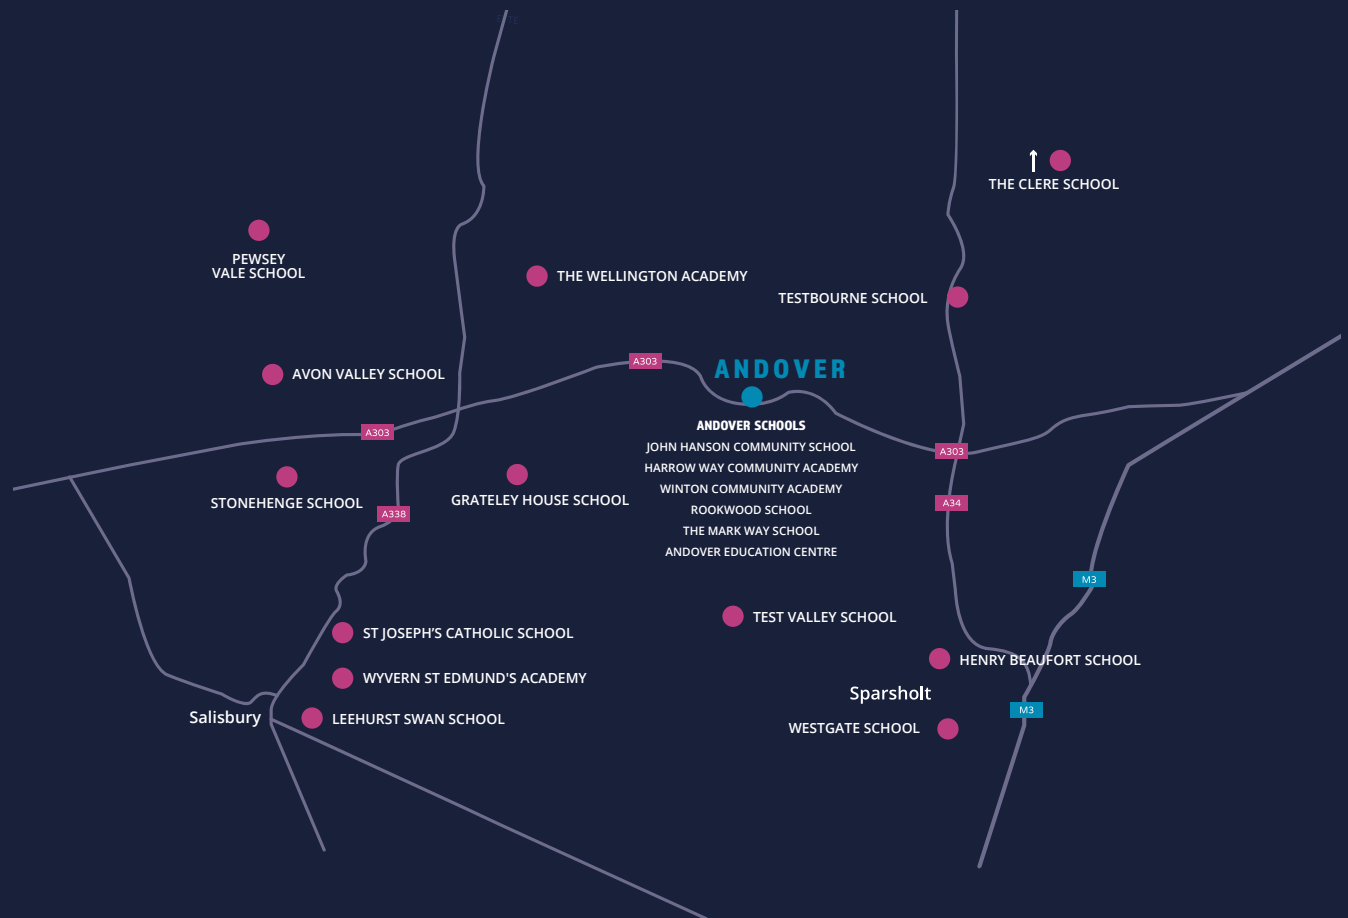 THE CLERE SCHOOL
PEWSEY
VALE SCHOOL
THE WELLINGTON ACADEMY
TESTBOURNE SCHOOL
A303
ANDOVER
AVON VALLEY SCHOOL
ANDOVER SCHOOLS
A303
JOHN HANSON COMMUNITY SCHOOL
A303
HARROW WAY COMMUNITY ACADEMY
WINTON COMMUNITY ACADEMY
STONEHENGE SCHOOL
GRATELEY HOUSE SCHOOL
A34
ROOKWOOD SCHOOL
A338
THE MARK WAY SCHOOL
ANDOVER EDUCATION CENTRE
M3
TEST VALLEY SCHOOL
ST JOSEPH’S CATHOLIC SCHOOL
HENRY BEAUFORT SCHOOL
WYVERN ST EDMUND'S ACADEMY
Sparsholt
M3
Salisbury
LEEHURST SWAN SCHOOL
WESTGATE SCHOOL